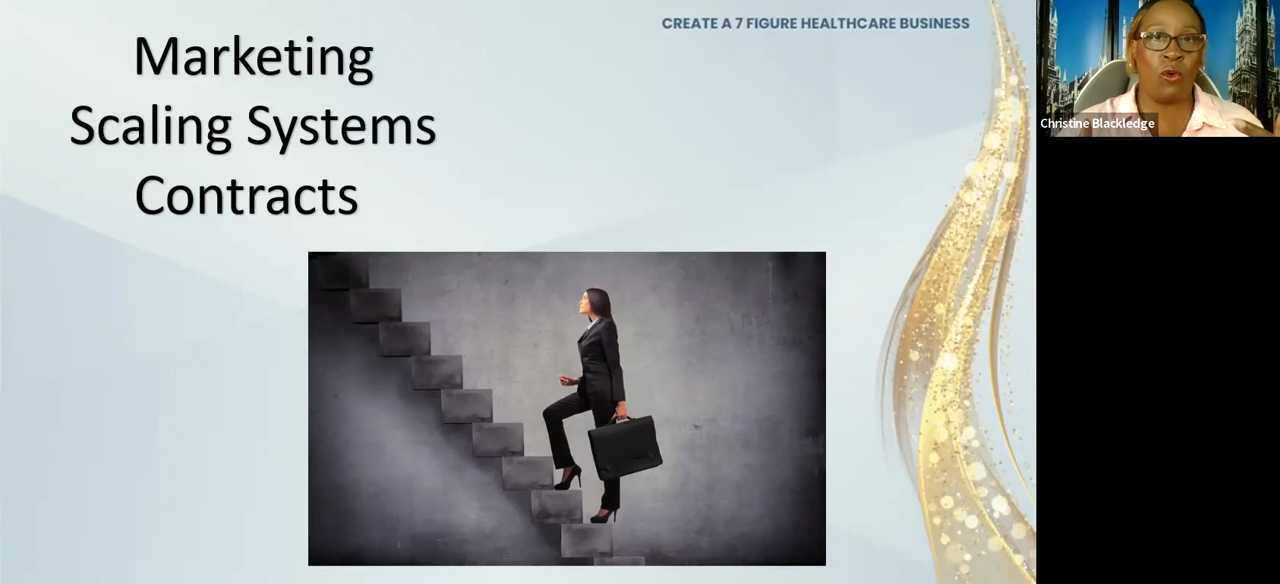 CREATE A 7 FIGURE HEALTHCARE BUSINESS
Marketing
Scaling Systems
Contracts
Christine Blackledge